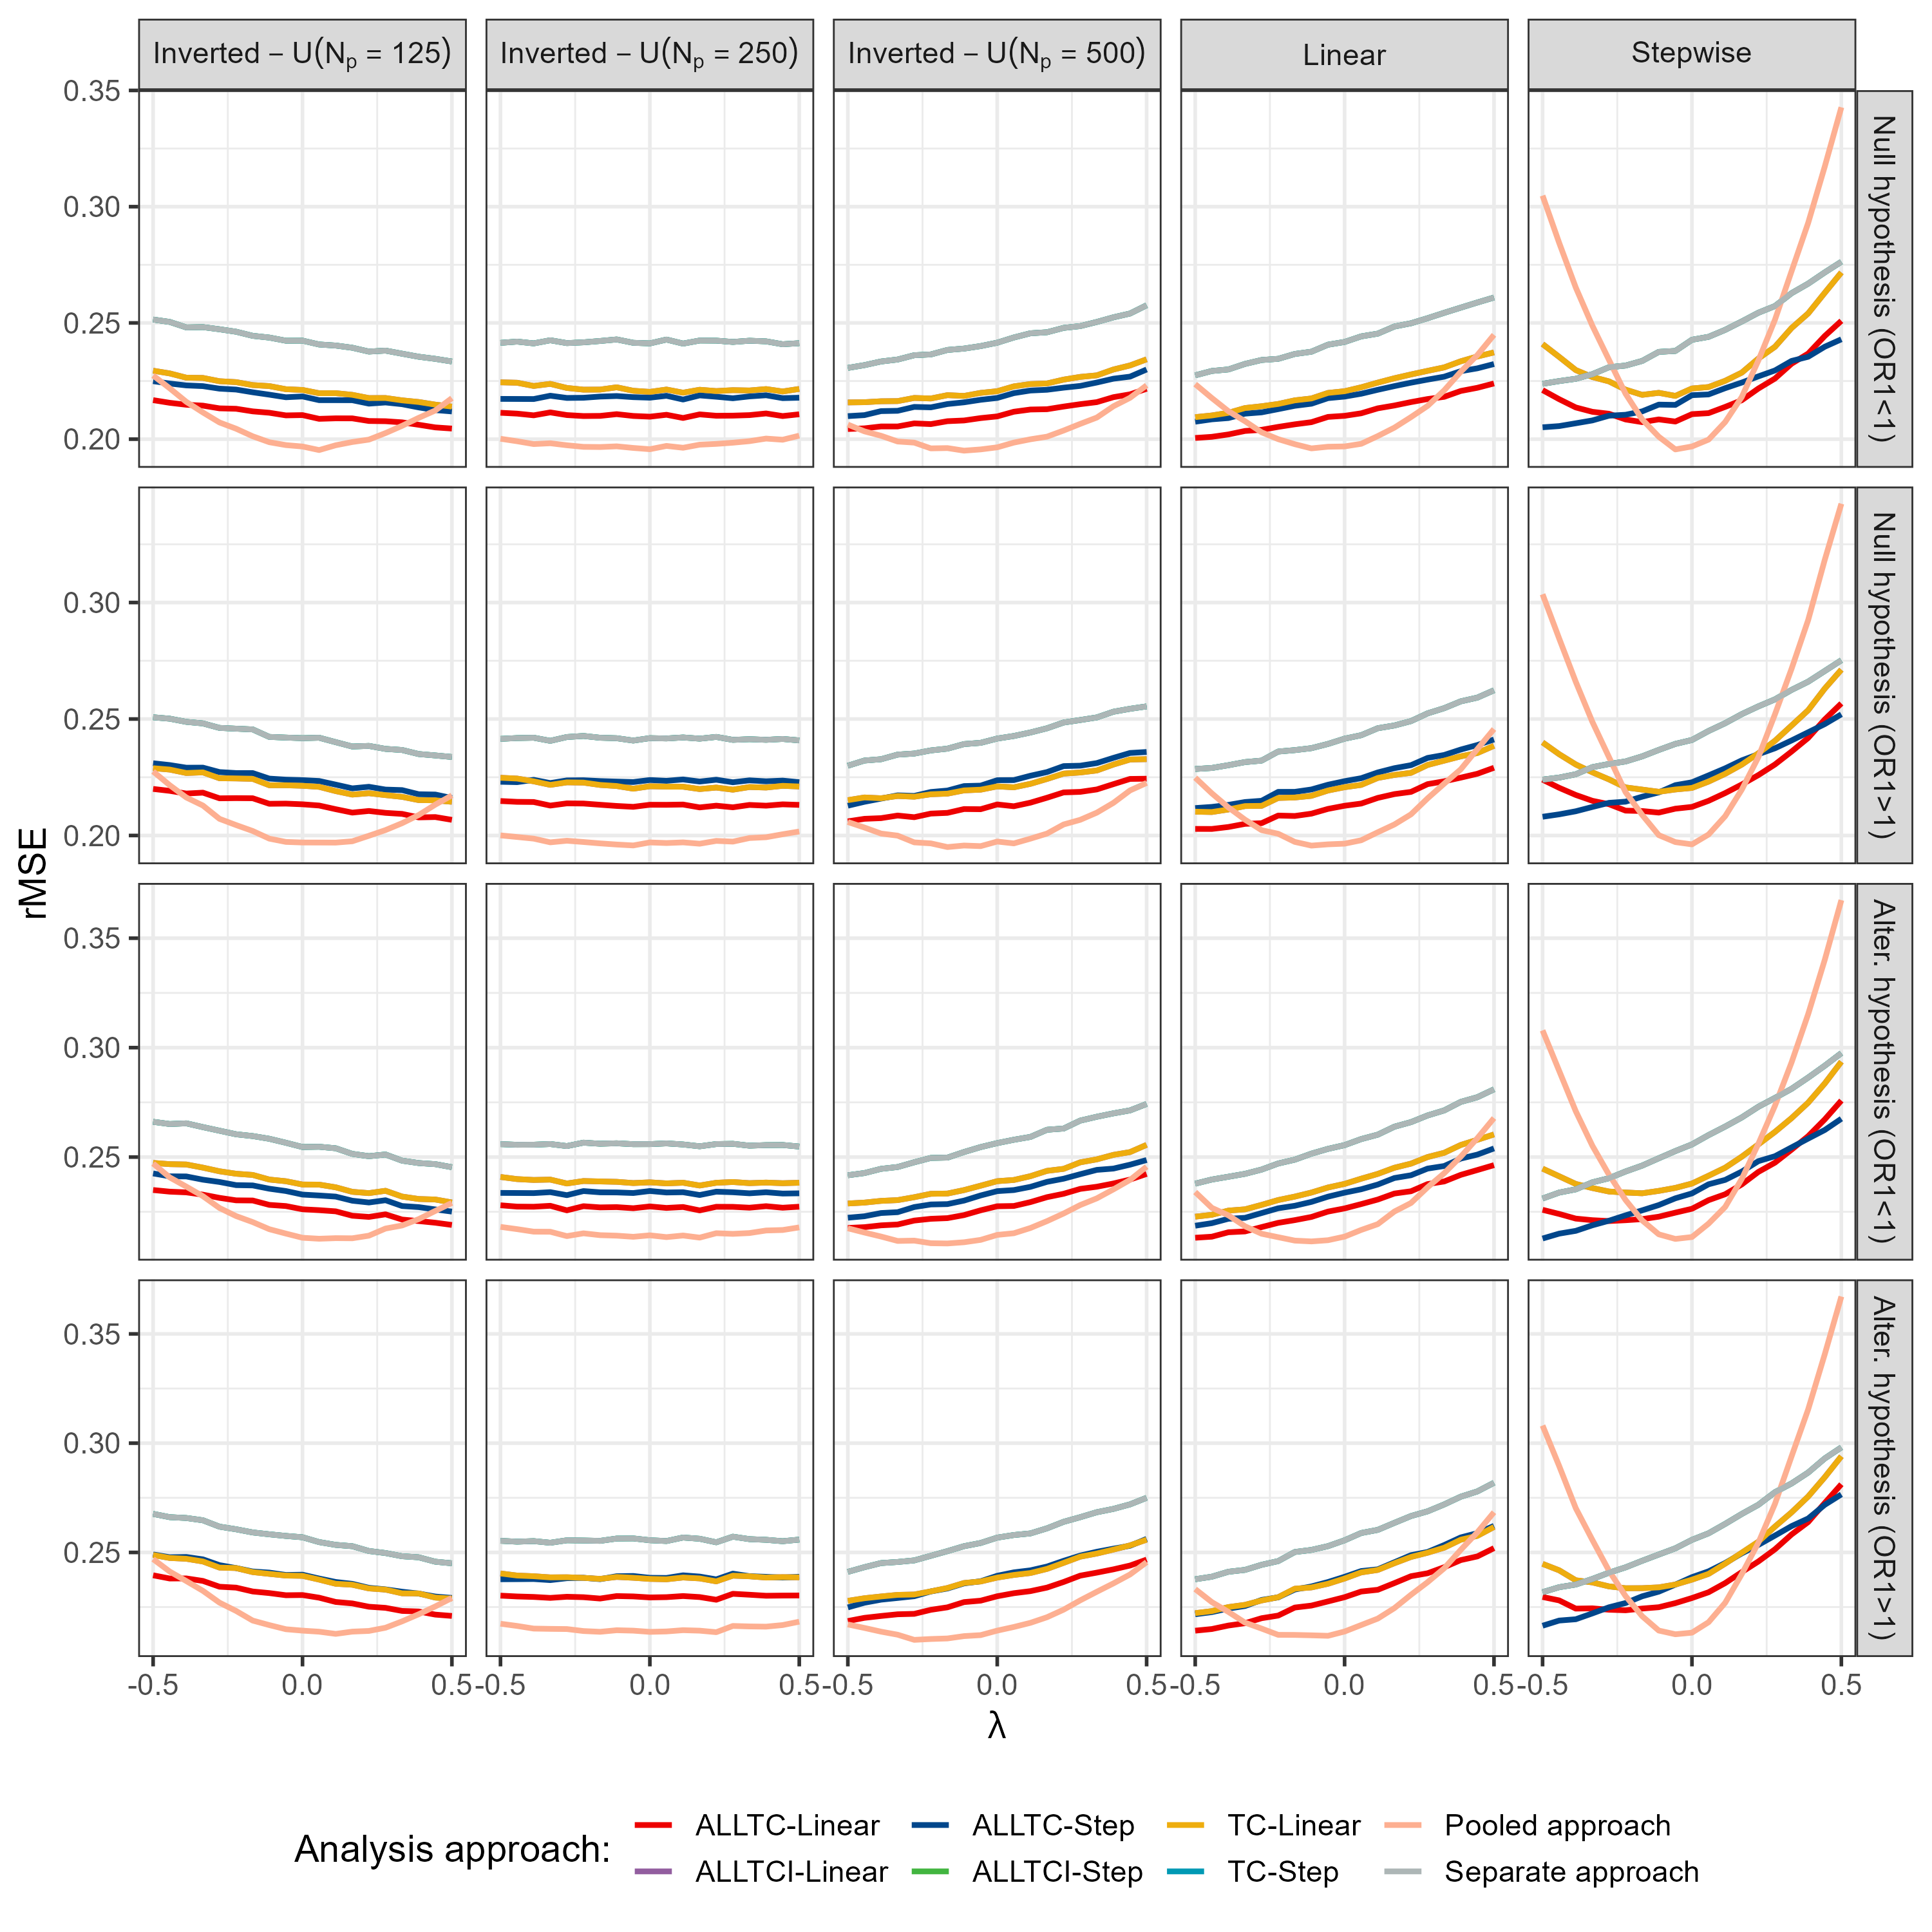 Inverted – U(Np = 125)
Inverted – U(Np = 250)
Inverted – U(Np = 500)
Linear
Stepwise
0.35
0.30
0.25
0.20
Null hypothesis (OR1<1)
0.30
0.25
0.20
Null hypothesis (OR1>1)
rMSE
0.35
0.30
0.25
Alter. hypothesis (OR1<1)
0.35
0.30
0.25
Alter. hypothesis (OR1>1)
-0.5 0.0 0.5 -0.5 0.0 0.5 -0.5 0.0 0.5 -0.5 0.0 0.5 -0.5 0.0 0.5
λ
Analysis approach:
ALLTC-Linear ALLTC-Step TC-Linear Pooled approach
ALLTCI-Linear ALLTCI-Step TC-Step Separate approach